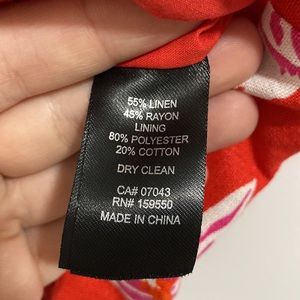 55% LINEN
45% RAYON
LINING
80% POLYESTER
20% COTTON
DRY CLEAN
CA# 07043
RN# 159550
MADE IN CHINA